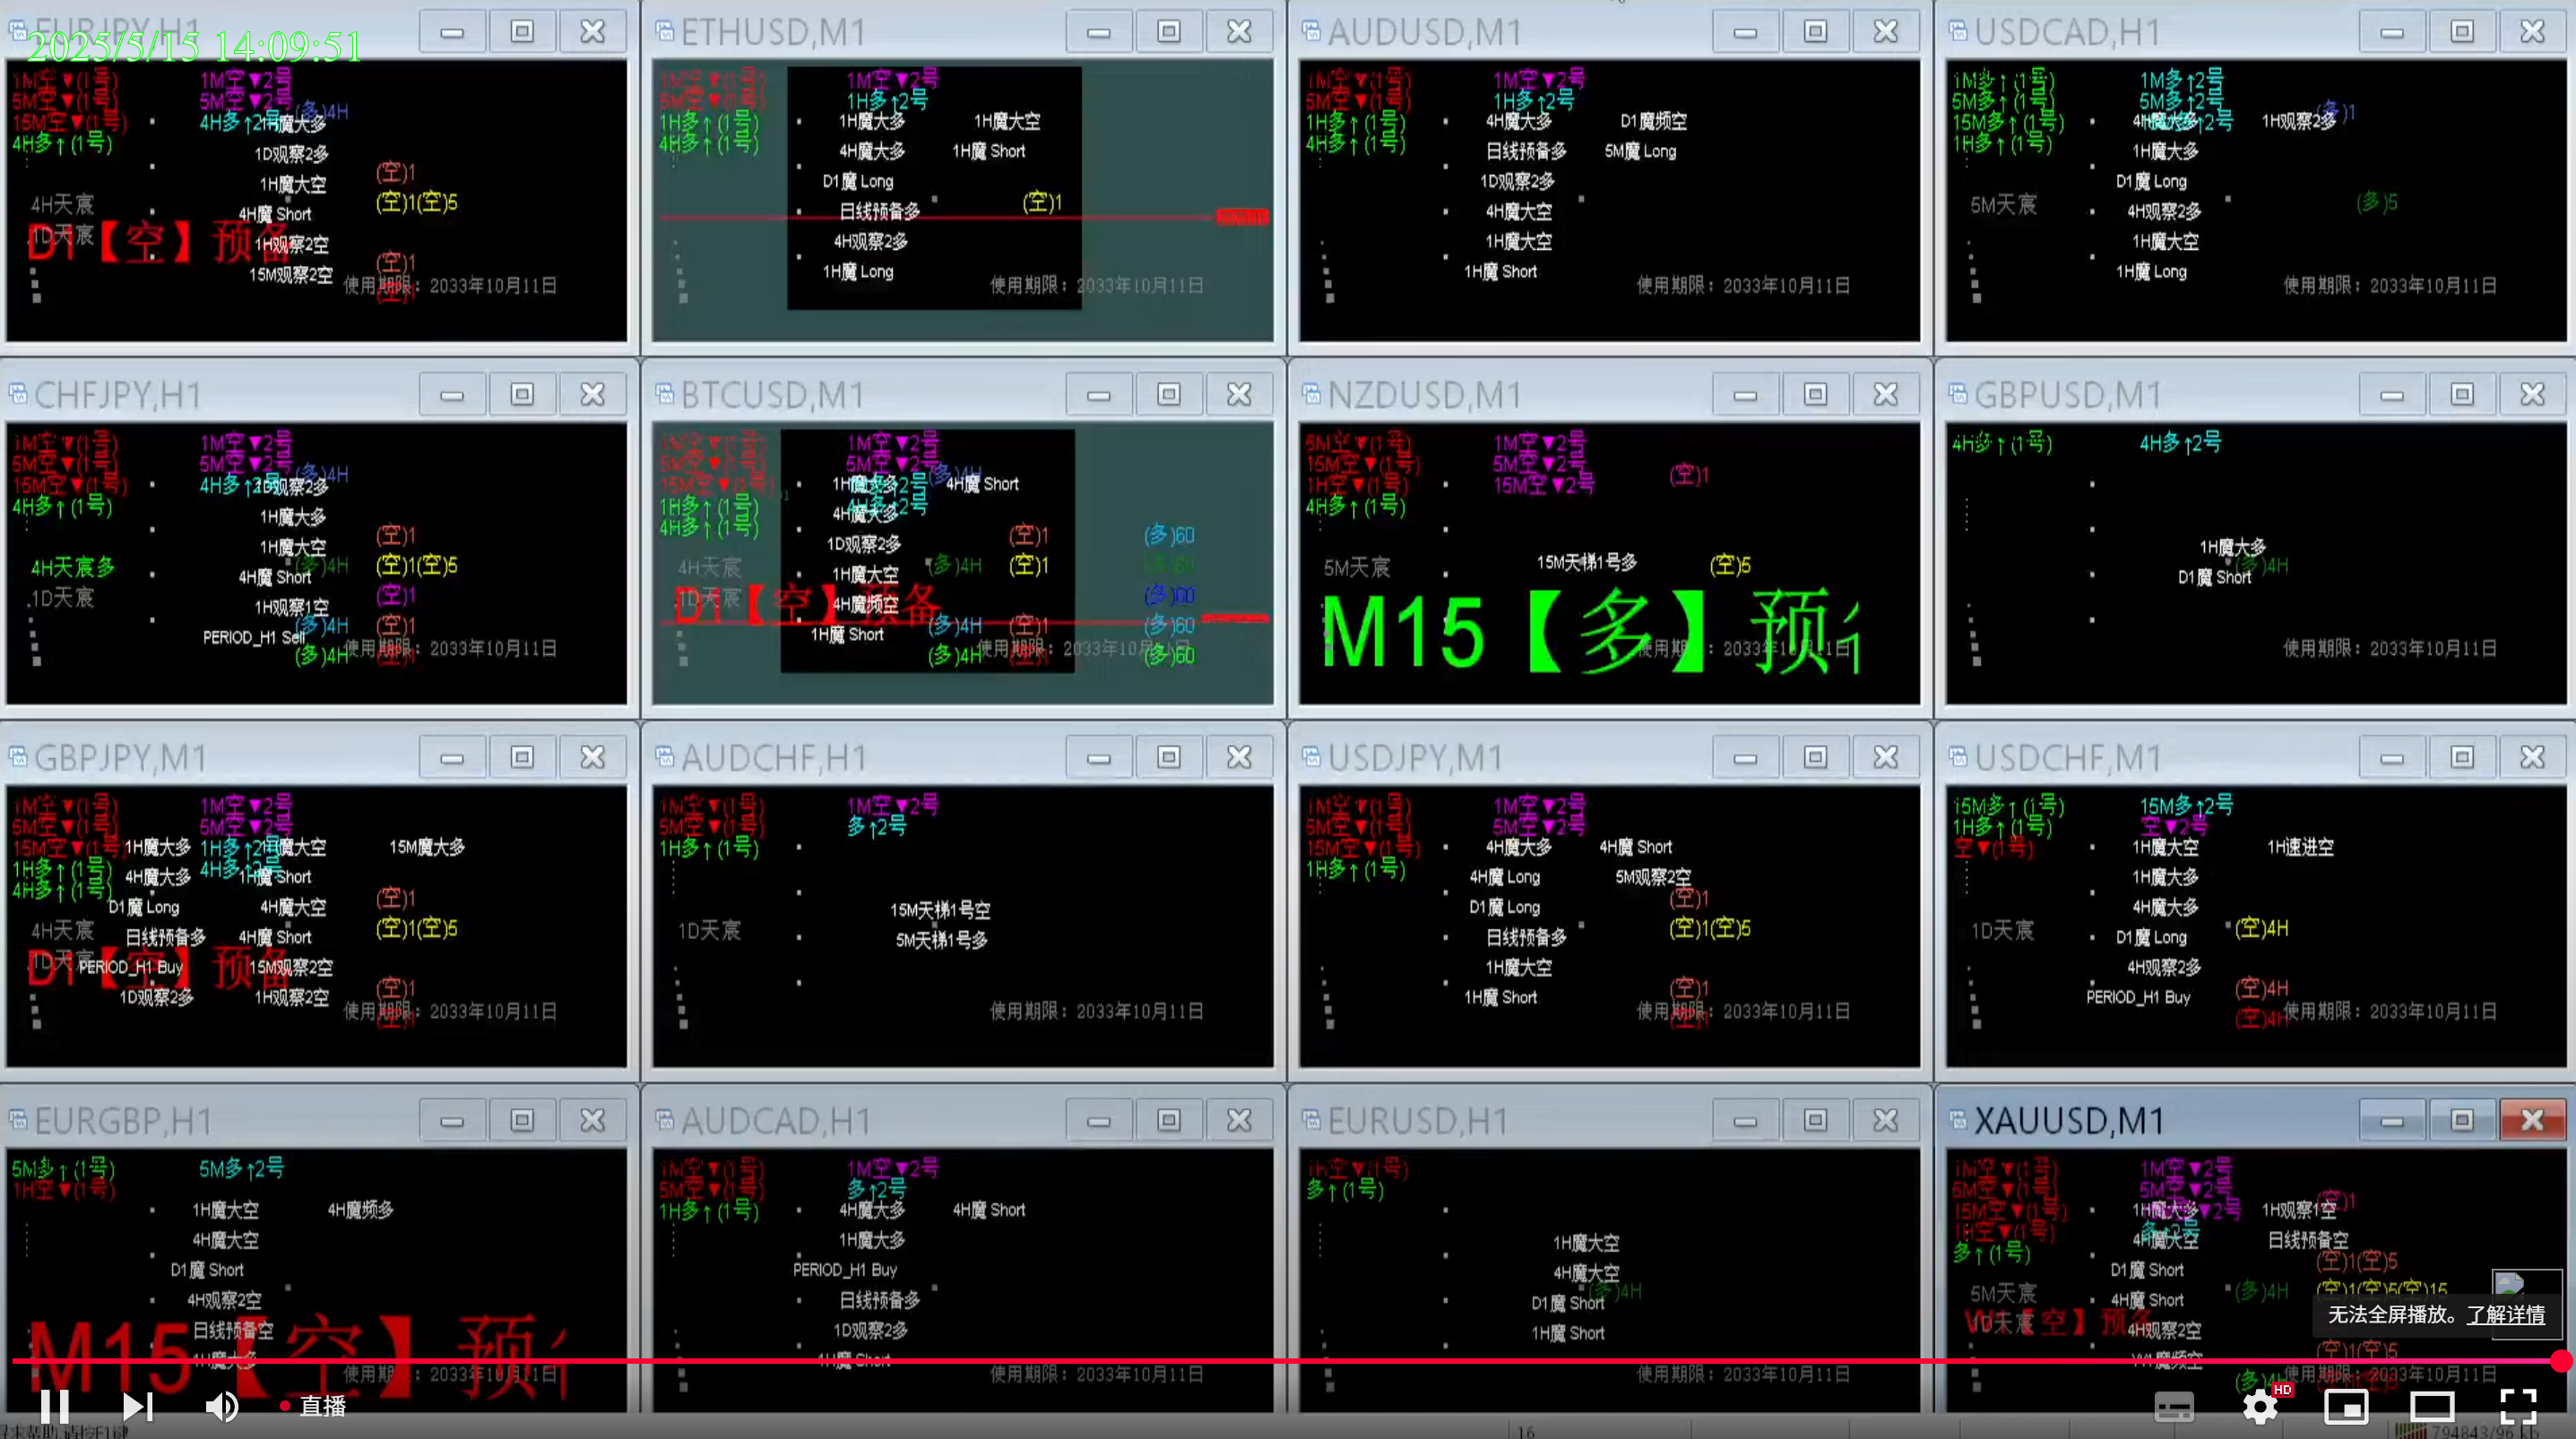 EURJPY,H1
2025/5/15 14:09:51
1M空▼(1号)
5M空▼(1号)
15M空▼(1号)
4H多↑(1号)
1M空▼2号
5M空▼2号
4H多↑2号
(多)4H
1H魔大多
1D观察2多
1H魔大空
4H魔 Short
1H观察2空
15M观察2空
(空)1
(空)1(空)5
(空)1
(空)1
4H天宸
1D天宸
D1【空】预备
使用期限：2033年10月11日
ETHUSD,M1
1M空▼(1号)
5M空▼(1号)
1H多↑(1号)
4H多↑(1号)
1M空▼2号
1H多↑2号
1H魔大多 1H魔大空
4H魔大多 1H魔 Short
D1魔 Long
日线预备多 (空)1
4H观察2多
1H魔 Long
使用期限：2033年10月11日
AUDUSD,M1
1M空▼(1号)
5M空▼(1号)
1H多↑(1号)
4H多↑(1号)
1M空▼2号
1H多↑2号
4H魔大多 D1魔频空
日线预备多 5M魔 Long
1D观察2多
4H魔大空
1H魔大空
1H魔 Short
使用期限：2033年10月11日
USDCAD,H1
1M多↑(1号)
5M多↑(1号)
15M多↑(1号)
1H多↑(1号)
1M多↑2号
5M多↑2号
(多)1
4H魔大多 1H观察2多
1H魔大多
D1魔 Long
4H观察2多
1H魔大空
1H魔 Long
5M天宸
(多)5
使用期限：2033年10月11日
CHFJPY,H1
1M空▼(1号)
5M空▼(1号)
15M空▼(1号)
4H多↑(1号)
1M空▼2号
5M空▼2号
4H多↑2号
(多)4H
1D观察2多
1H魔大多
1H魔大空
4H魔 Short
1H观察1空
PERIOD_H1 Sell
4H天宸多
1D天宸
(空)1
(多)4H
(空)1(空)5
(空)1
(多)4H
(空)1
(多)4H
使用期限：2033年10月11日
BTCUSD,M1
1M空▼(1号)
5M空▼(1号)
15M空▼(1号)
1H多↑(1号)
4H多↑(1号)
1M空▼2号
5M空▼2号
(多)4H
1H魔大多 4H魔 Short
4H魔大多
1D观察2多
1H魔大空
4H魔频空
1H魔 Short
(空)1 (多)60
(多)4H (空)1
4H天宸
1D天宸
D1【空】预备
(多)4H (空)1 (多)60
(多)4H (多)60
使用期限：2033年10月11日
NZDUSD,M1
5M空▼(1号)
15M空▼(1号)
1H空▼(1号)
4H多↑(1号)
1M空▼2号
5M空▼2号
15M空▼2号
(空)1
5M天宸
15M天梯1号多
(空)5
M15【多】预
使用期限：2033年10月11日
GBPUSD,M1
4H多↑(1号)
4H多↑2号
1H魔大多
(多)4H
D1魔 Short
使用期限：2033年10月11日
GBPJPY,M1
1M空▼(1号)
5M空▼(1号)
15M空▼(1号)
1H多↑(1号)
4H多↑(1号)
1M空▼2号
5M空▼2号
1H多↑2号
4H多↑2号
1H魔大多 1H魔大空 15M魔大多
4H魔大多 1H魔 Short
D1魔 Long 4H魔大空
日线预备多 4H魔 Short
PERIOD_H1 Buy 15M观察2空
1D观察2多 1H观察2空
(空)1
(空)1(空)5
(空)1
(空)1
4H天宸
1D天宸
D1【空】预备
使用期限：2033年10月11日
AUDCHF,H1
1M空▼(1号)
5M空▼(1号)
1H多↑(1号)
1M空▼2号
多↑2号
15M天梯1号空
5M天梯1号多
1D天宸
使用期限：2033年10月11日
USDJPY,M1
1M空▼(1号)
5M空▼(1号)
15M空▼(1号)
1H多↑(1号)
1M空▼2号
5M空▼2号
4H魔大多 4H魔 Short
4H魔 Long 5M观察2空
D1魔 Long
日线预备多
1H魔大空
1H魔 Short
(空)1
(空)1(空)5
(空)1
(空)1
使用期限：2033年10月11日
USDCHF,M1
15M多↑(1号)
1H多↑(1号)
空▼(1号)
15M多↑2号
空▼2号
1H魔大空 1H速进空
1H魔大多
4H魔大多
D1魔 Long
4H观察2多
PERIOD_H1 Buy
1D天宸
(空)4H
(空)4H
(空)4H
使用期限：2033年10月11日
EURGBP,H1
5M多↑(1号)
1H空▼(1号)
5M多↑2号
1H魔大空 4H魔频多
4H魔大空
D1魔 Short
4H观察2空
日线预备空
1H魔大多
M15【空】预
使用期限：2033年10月11日
AUDCAD,H1
1M空▼(1号)
5M空▼(1号)
1H多↑(1号)
1M空▼2号
多↑2号
4H魔大多 4H魔 Short
1H魔大多
PERIOD_H1 Buy
日线预备多
1D观察2多
1H魔 Short
使用期限：2033年10月11日
EURUSD,H1
1H空▼(1号)
多↑(1号)
1H魔大空
4H魔大空
(多)4H
D1魔 Short
1H魔 Short
使用期限：2033年10月11日
XAUUSD,M1
1M空▼(1号)
5M空▼(1号)
15M空▼(1号)
1H空▼(1号)
多↑(1号)
1M空▼2号
5M空▼2号
多↑2号
(空)1
1H魔大多 1H观察1空
4H魔大空 日线预备空
D1魔 Short
4H魔 Short
4H观察2空
W1魔频空
(空)1(空)5
(多)4H (空)1(空)5(空)15
(空)1(空)5
5M天宸
1D天宸
使用期限：2033年10月11日
无法全屏播放。了解详情
直播
HD
16
794843/96 kb